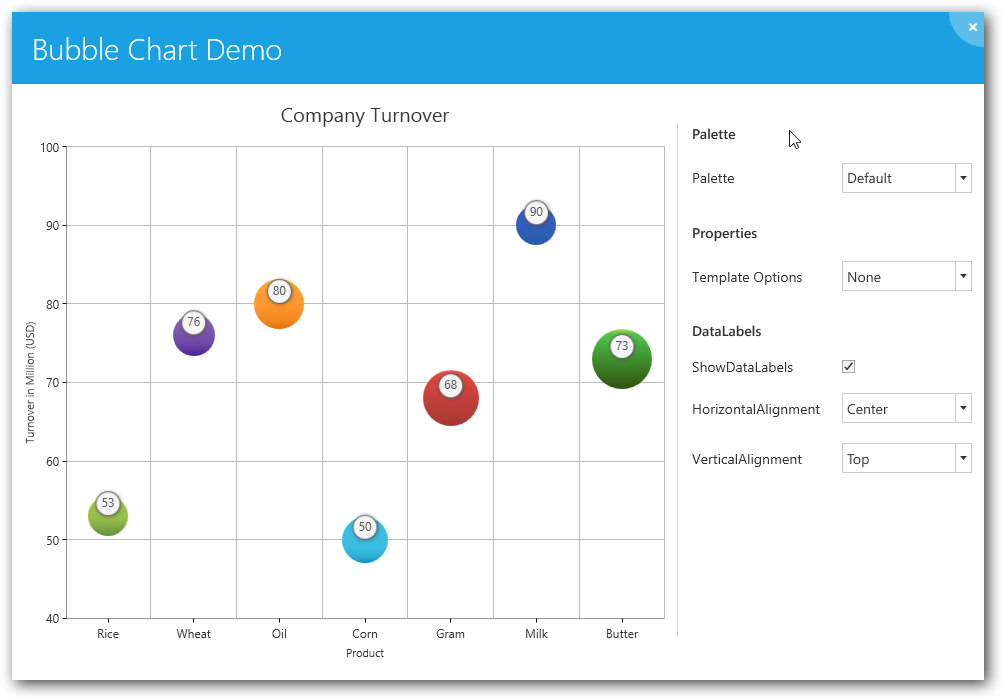 Bubble Chart Demo
Company Turnover
100
90
80
70
60
50
40
Turnover in Million (USD)
53
76
80
50
68
90
73
Rice
Wheat
Oil
Corn
Gram
Milk
Butter
Product
Palette
Palette Default
Properties
Template Options None
DataLabels
ShowDataLabels
HorizontalAlignment Center
VerticalAlignment Top